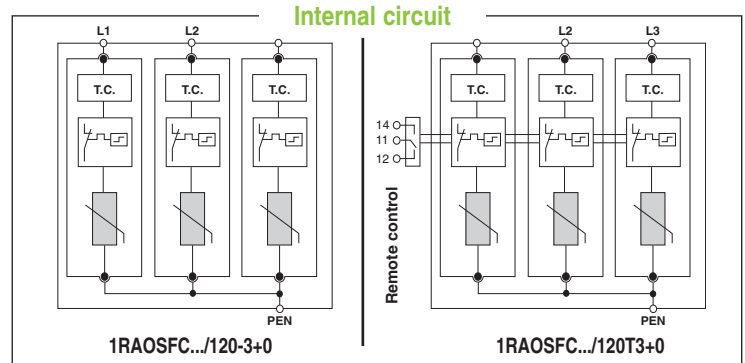 Internal circuit
L1 L2
T.C. T.C. T.C.
PEN
1RAOSFC.../120-3+0
L2 L3
T.C. T.C. T.C.
14
11
12
Remote control
PEN
1RAOSFC.../120T3+0